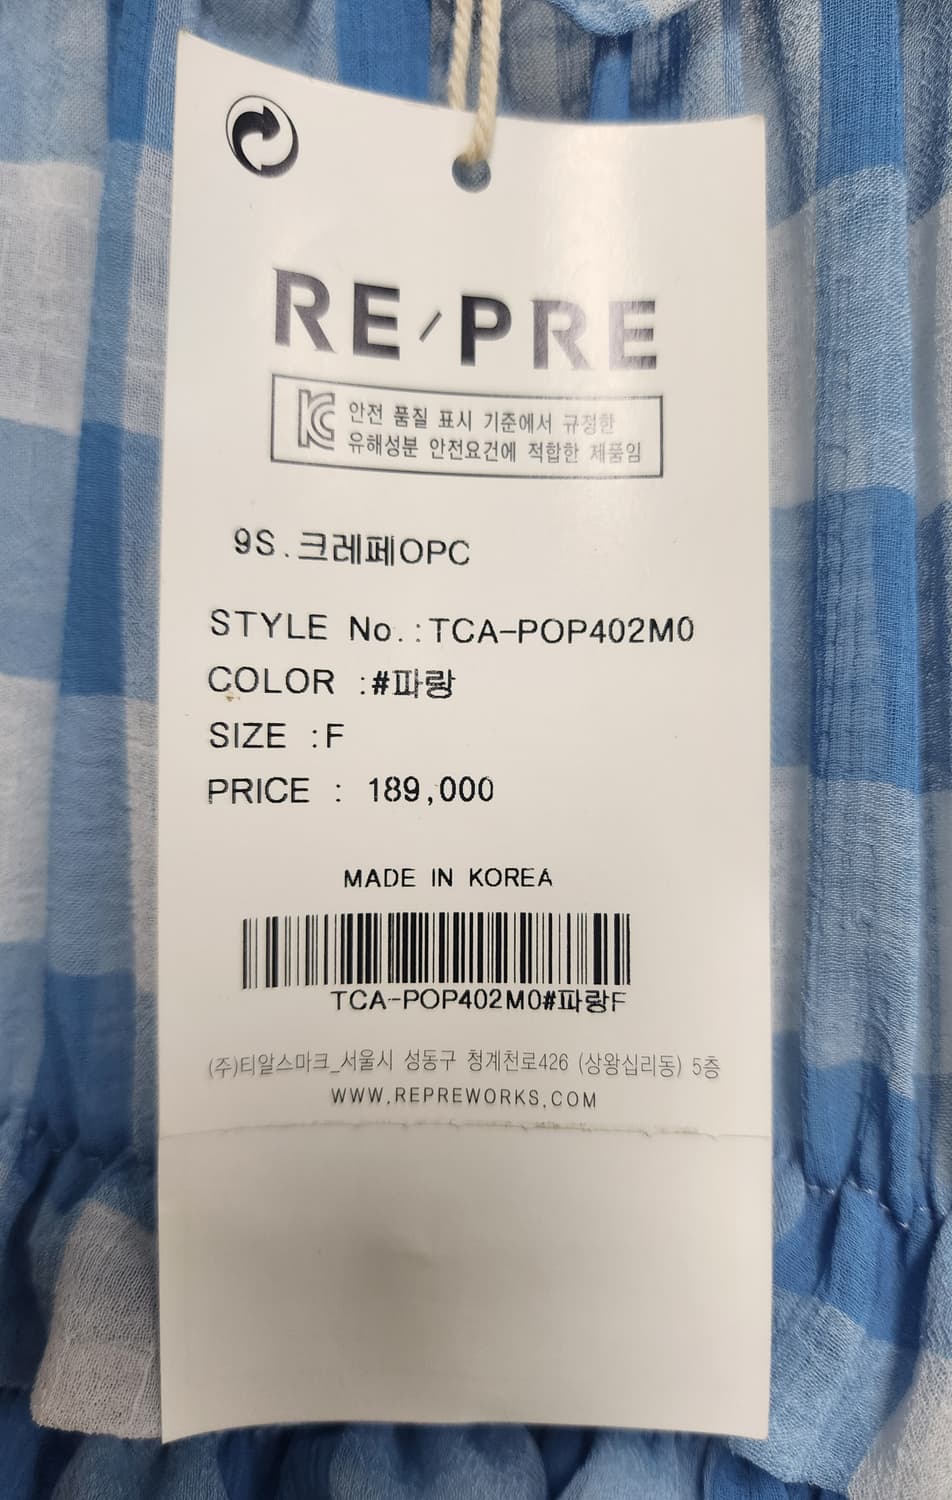 RE/PRE
KC 안전 품질 표시 기준에서 규정한
유해성분 안전요건에 적합한 제품임
9S.크레페OPC
STYLE No.:TCA-POP402M0
COLOR :#파랑
SIZE :F
PRICE : 189,000
MADE IN KOREA
TCA-POP402M0#파랑F
(주)티알스마크_서울시 성동구 청계천로426 (상왕십리동) 5층
WWW.REPREWORKS.COM